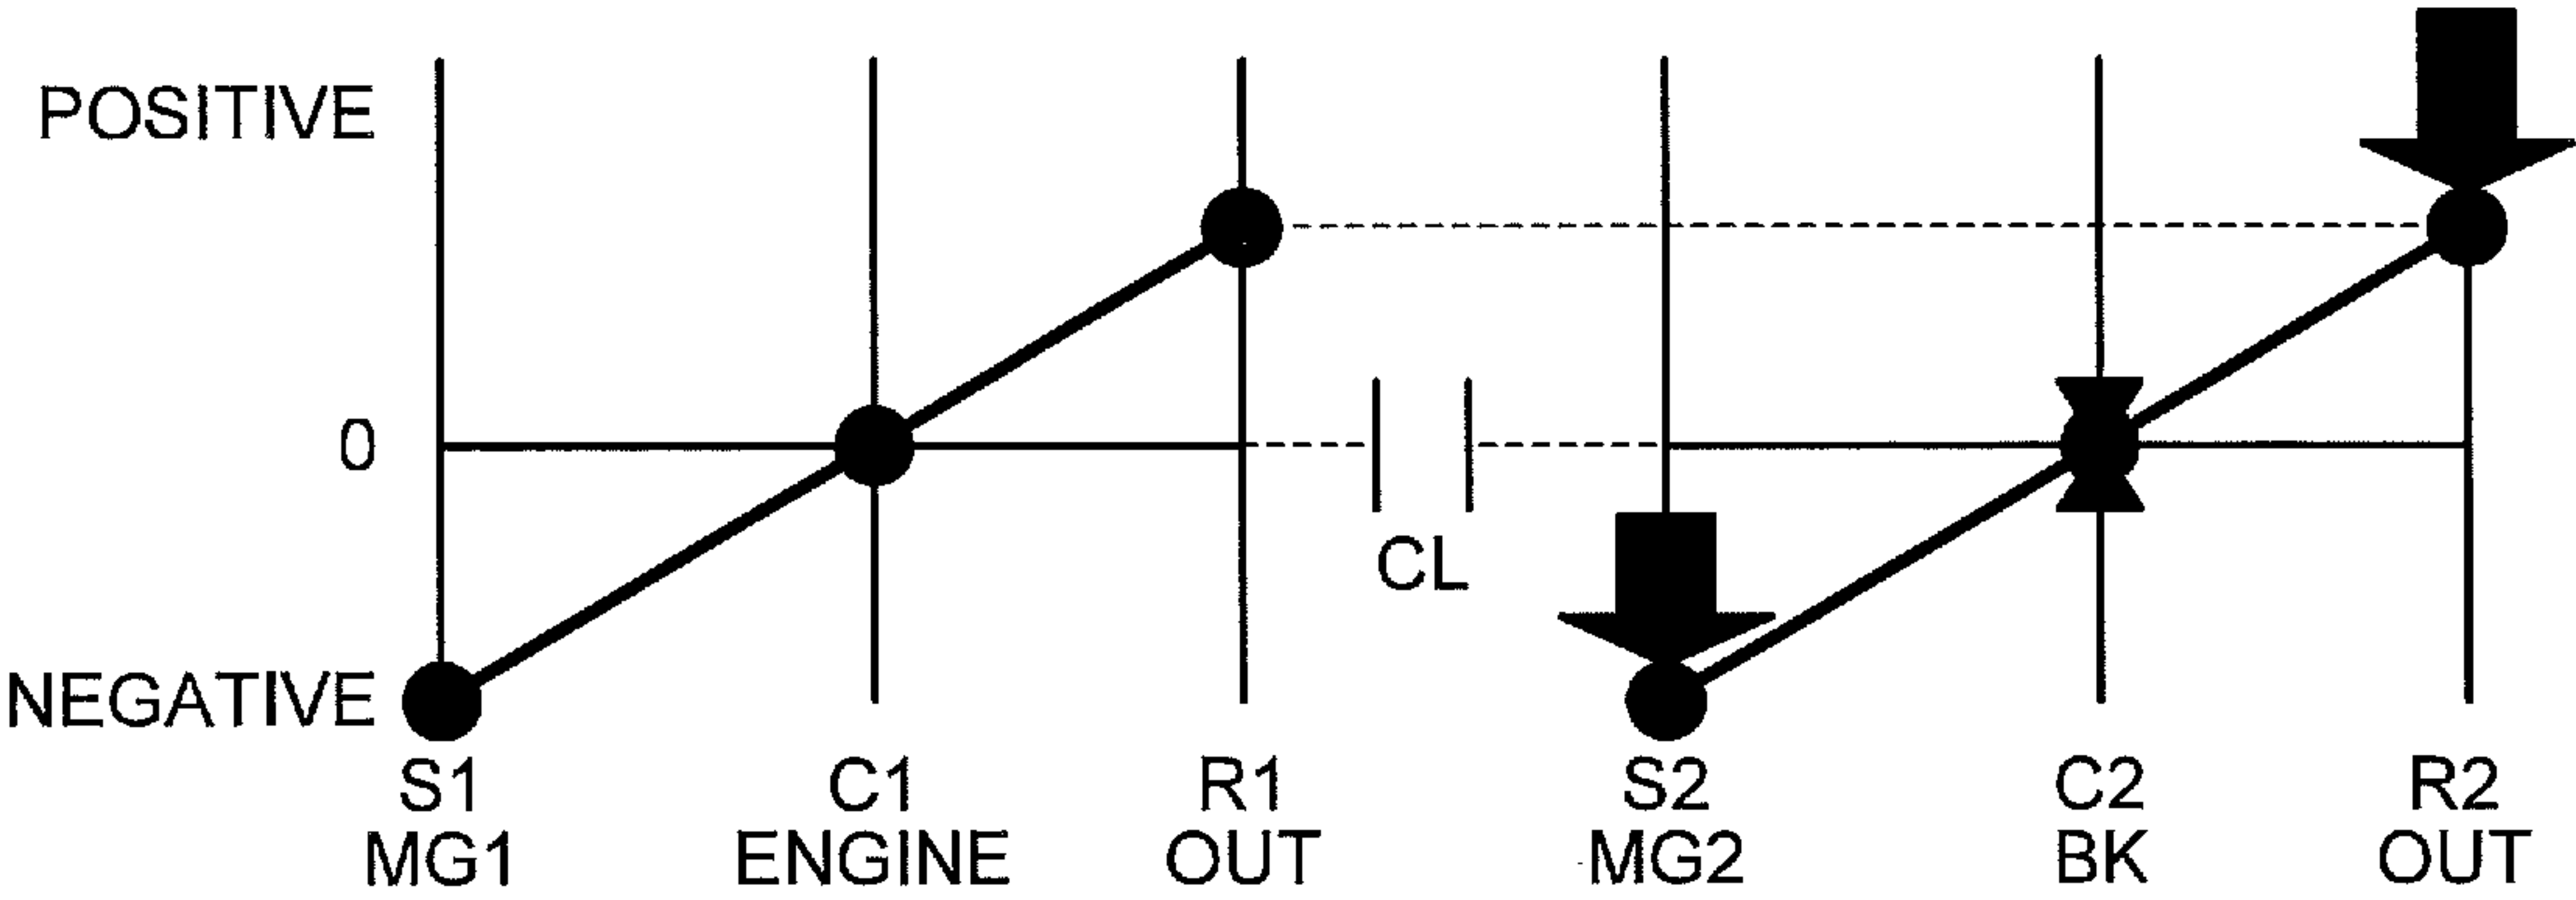 POSITIVE
0
CL
NEGATIVE
S1 C1 R1 S2 C2 R2
MG1 ENGINE OUT MG2 BK OUT